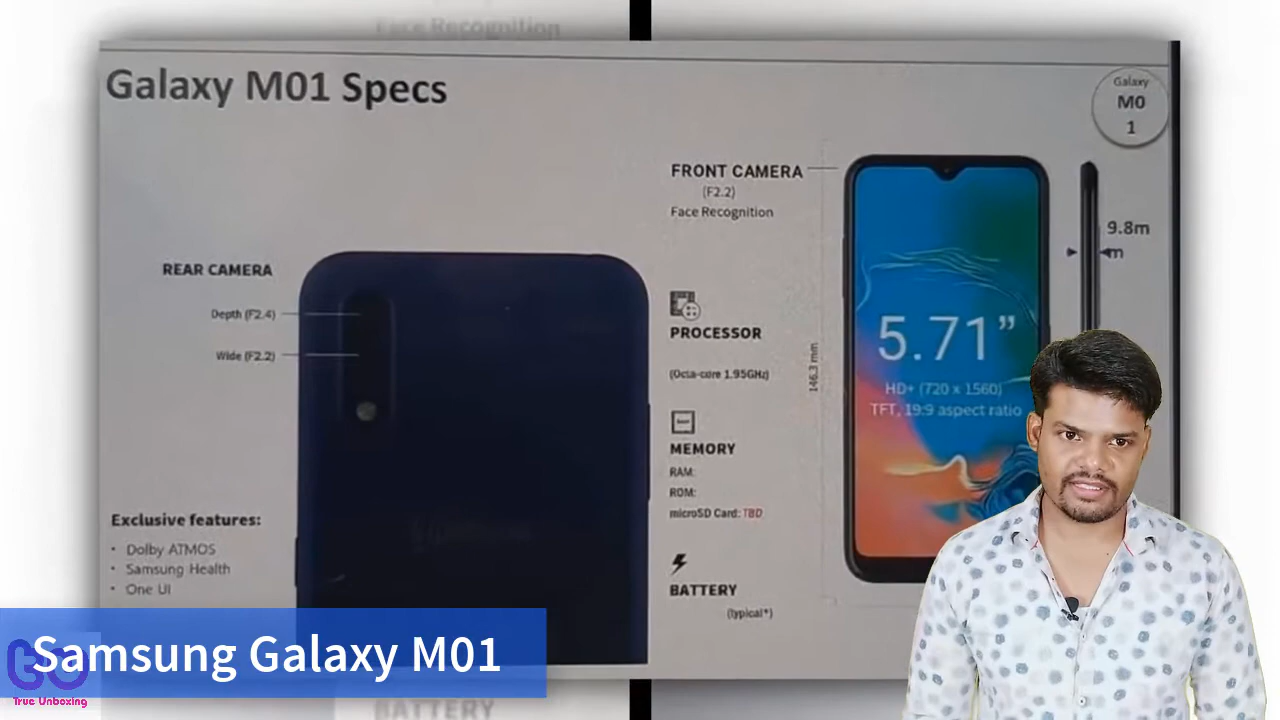 Face Recognition
Galaxy M01 Specs
Galaxy
M0
1
FRONT CAMERA
(F2.2)
Face Recognition
9.8m
m
REAR CAMERA
Depth (F2.4)
Wide (F2.2)
PROCESSOR
(Octa-core 1.95GHz)
146.3 mm
5.71”
HD+ (720 x 1560)
TFT, 19:9 aspect ratio
MEMORY
RAM:
ROM:
microSD Card: TBD
Exclusive features:
• Dolby ATMOS
• Samsung Health
• One UI
BATTERY
(typical*)
Samsung Galaxy M01
True Unboxing
BATTERY